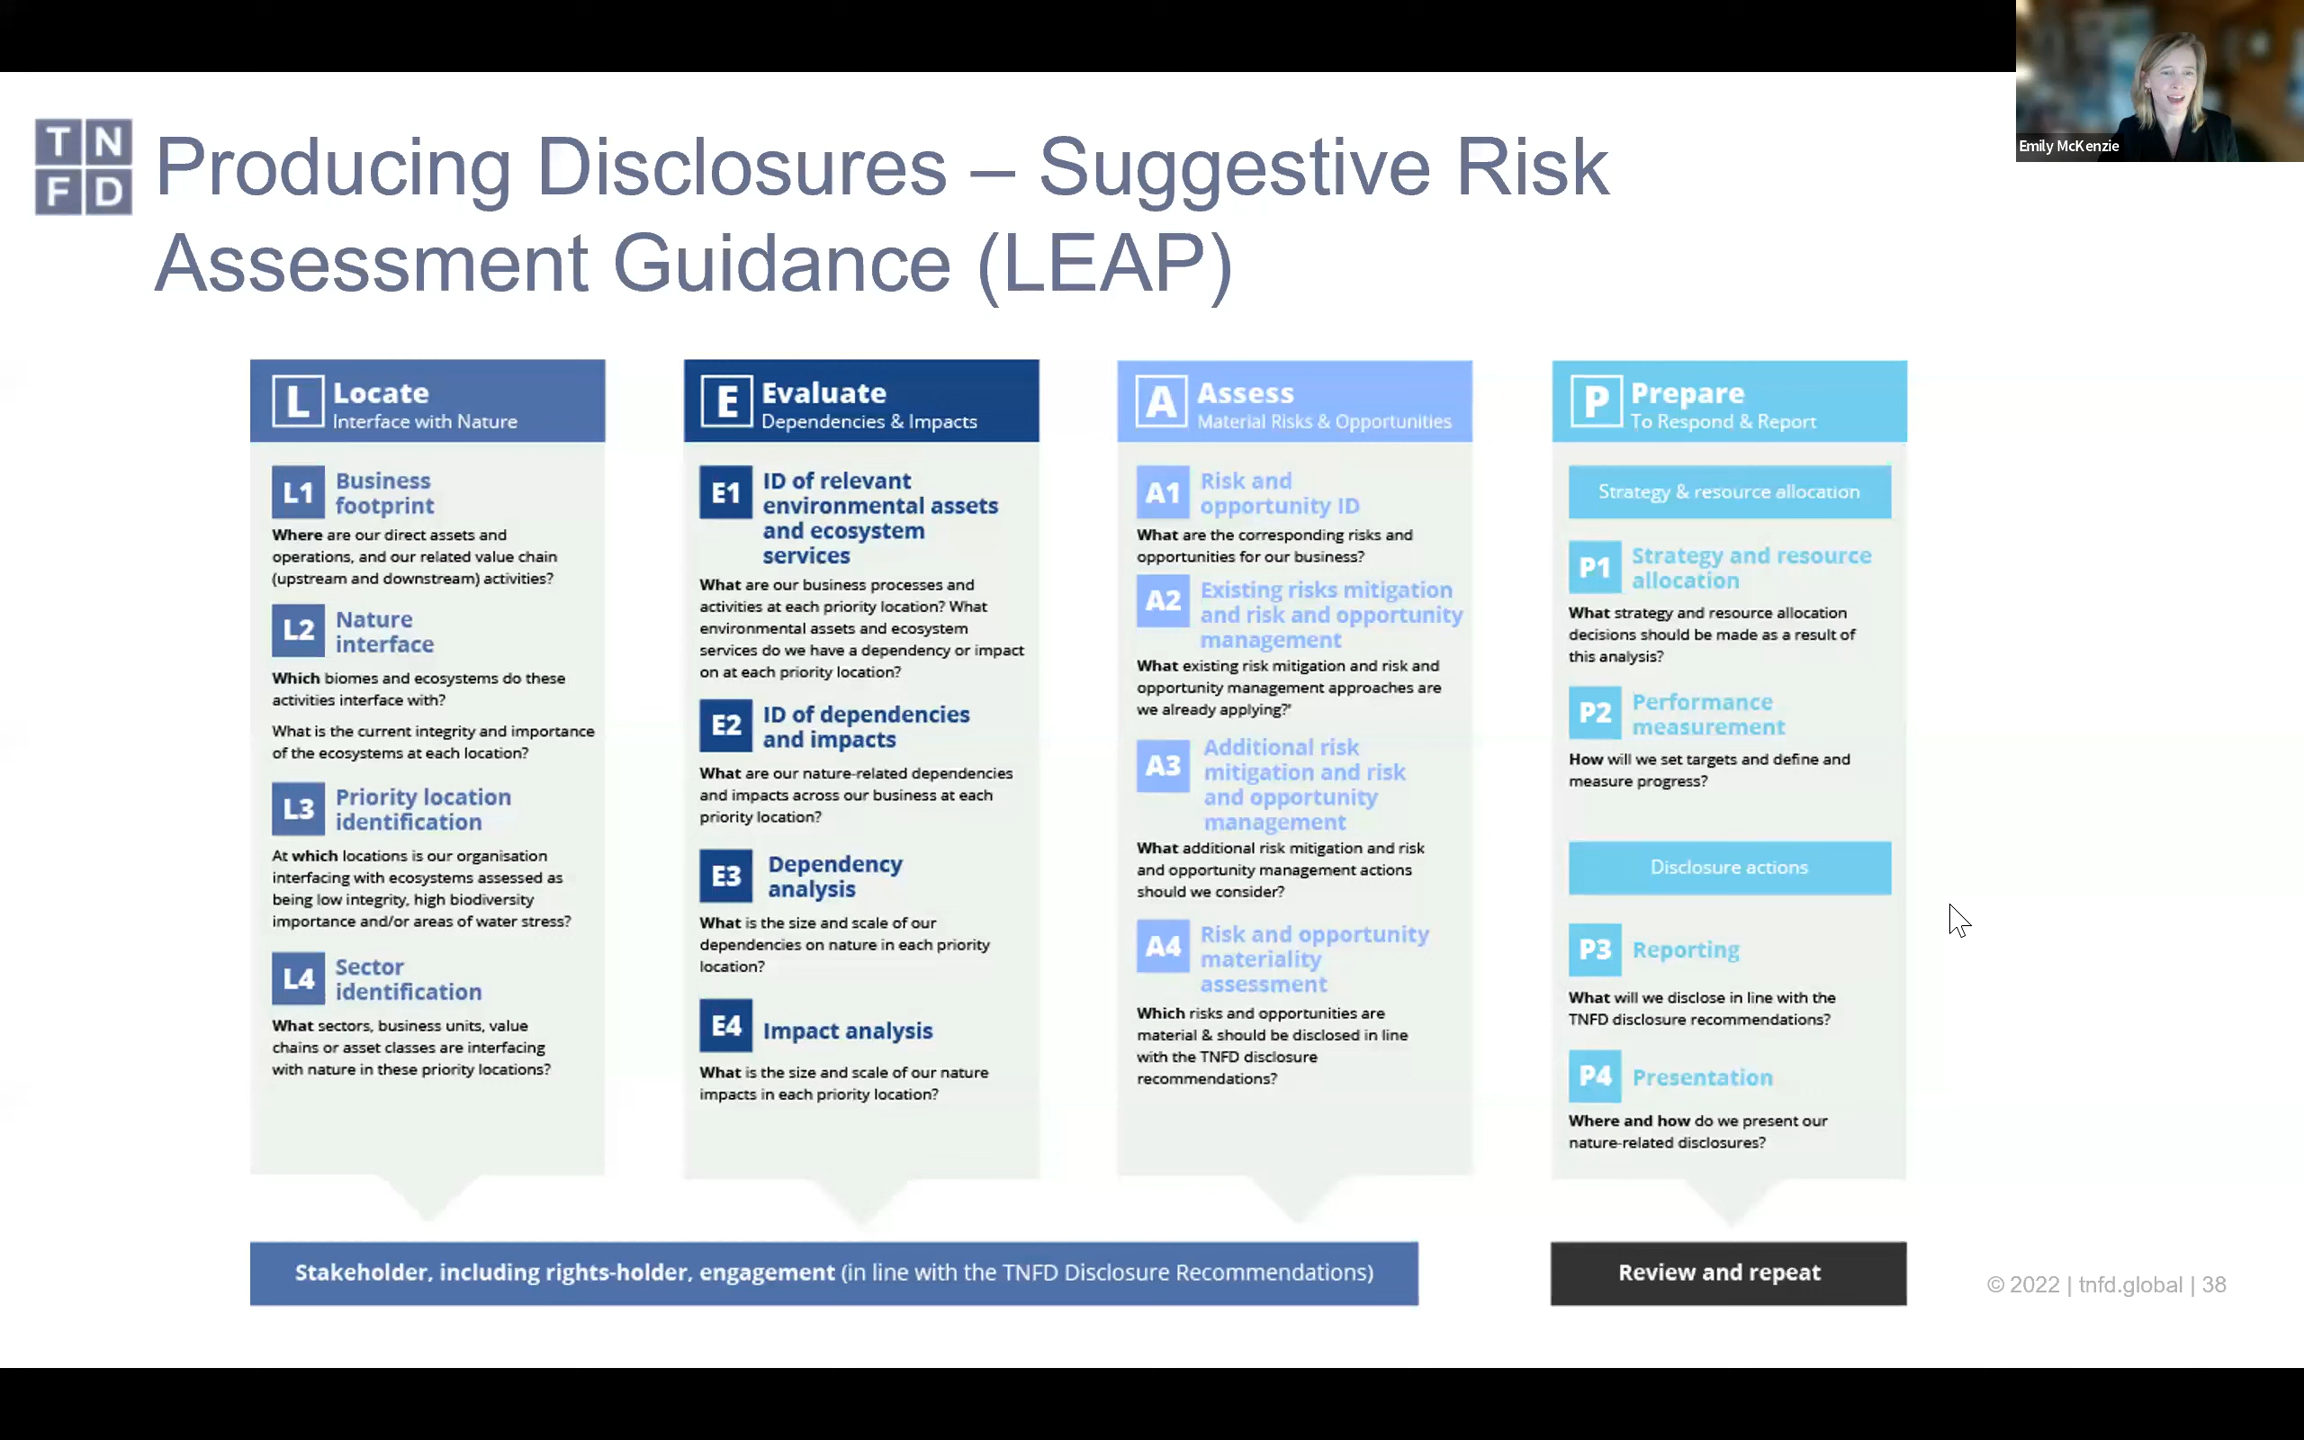 Emily McKenzie
T N
F D
Producing Disclosures – Suggestive Risk
Assessment Guidance (LEAP)
L Locate
Interface with Nature
L1 Business
footprint
Where are our direct assets and
operations, and our related value chain
(upstream and downstream) activities?
L2 Nature
interface
Which biomes and ecosystems do these
activities interface with?
What is the current integrity and importance
of the ecosystems at each location?
L3 Priority location
identification
At which locations is our organisation
interfacing with ecosystems assessed as
being low integrity, high biodiversity
importance and/or areas of water stress?
L4 Sector
identification
What sectors, business units, value
chains or asset classes are interfacing
with nature in these priority locations?
E Evaluate
Dependencies & Impacts
E1 ID of relevant
environmental assets
and ecosystem
services
What are our business processes and
activities at each priority location? What
environmental assets and ecosystem
services do we have a dependency or impact
on at each priority location?
E2 ID of dependencies
and impacts
What are our nature-related dependencies
and impacts across our business at each
priority location?
E3 Dependency
analysis
What is the size and scale of our
dependencies on nature in each priority
location?
E4 Impact analysis
What is the size and scale of our nature
impacts in each priority location?
A Assess
Material Risks & Opportunities
A1 Risk and
opportunity ID
What are the corresponding risks and
opportunities for our business?
A2 Existing risks mitigation
and risk and opportunity
management
What existing risk mitigation and risk and
opportunity management approaches are
we already applying?"
A3 Additional risk
mitigation and risk
and opportunity
management
What additional risk mitigation and risk
and opportunity management actions
should we consider?
A4 Risk and opportunity
materiality
assessment
Which risks and opportunities are
material & should be disclosed in line
with the TNFD disclosure
recommendations?
P Prepare
To Respond & Report
Strategy & resource allocation
P1 Strategy and resource
allocation
What strategy and resource allocation
decisions should be made as a result of
this analysis?
P2 Performance
measurement
How will we set targets and define and
measure progress?
Disclosure actions
P3 Reporting
What will we disclose in line with the
TNFD disclosure recommendations?
P4 Presentation
Where and how do we present our
nature-related disclosures?
Stakeholder, including rights-holder, engagement (in line with the TNFD Disclosure Recommendations)
Review and repeat
© 2022 | tnfd.global | 38